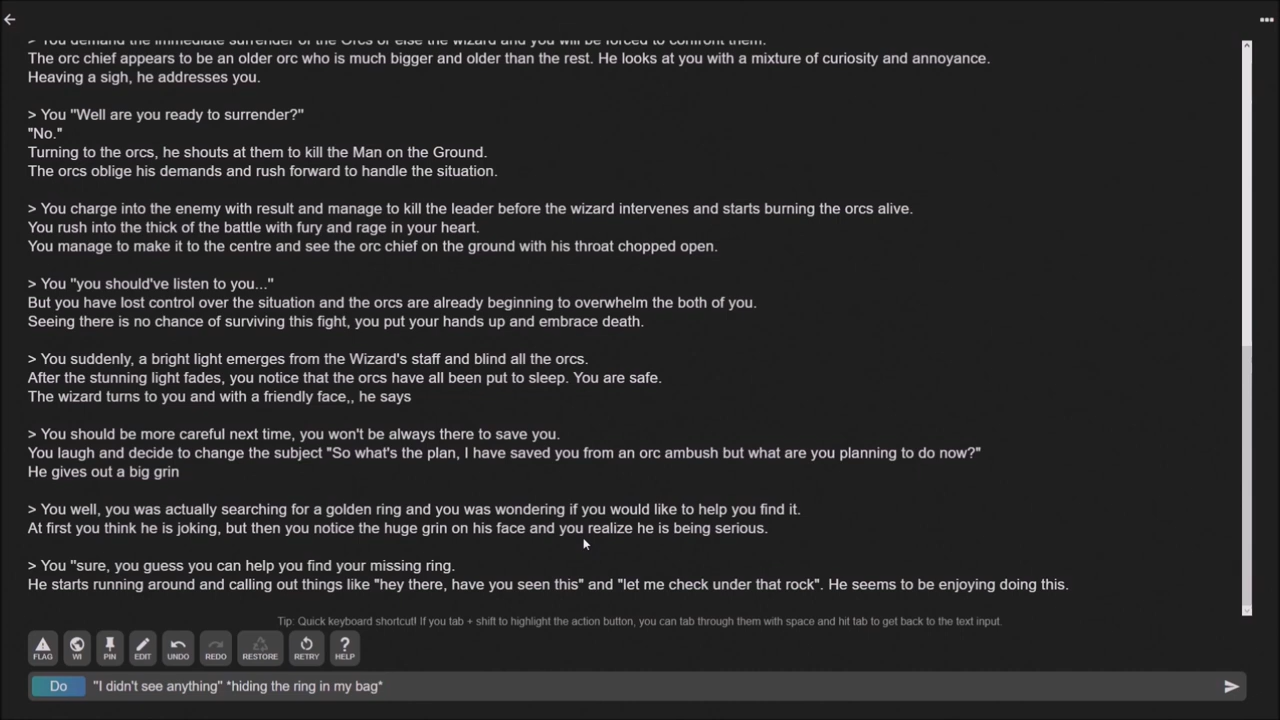 > You demand the immediate surrender of the Orcs or else the wizard and you will be forced to confront them.
The orc chief appears to be an older orc who is much bigger and older than the rest. He looks at you with a mixture of curiosity and annoyance.
Heaving a sigh, he addresses you.
> You "Well are you ready to surrender?"
"No."
Turning to the orcs, he shouts at them to kill the Man on the Ground.
The orcs oblige his demands and rush forward to handle the situation.
> You charge into the enemy with result and manage to kill the leader before the wizard intervenes and starts burning the orcs alive.
You rush into the thick of the battle with fury and rage in your heart.
You manage to make it to the centre and see the orc chief on the ground with his throat chopped open.
> You "you should've listen to you..."
But you have lost control over the situation and the orcs are already beginning to overwhelm the both of you.
Seeing there is no chance of surviving this fight, you put your hands up and embrace death.
> You suddenly, a bright light emerges from the Wizard's staff and blind all the orcs.
After the stunning light fades, you notice that the orcs have all been put to sleep. You are safe.
The wizard turns to you and with a friendly face,, he says
> You should be more careful next time, you won't be always there to save you.
You laugh and decide to change the subject "So what's the plan, I have saved you from an orc ambush but what are you planning to do now?"
He gives out a big grin
> You well, you was actually searching for a golden ring and you was wondering if you would like to help you find it.
At first you think he is joking, but then you notice the huge grin on his face and you realize he is being serious.
> You "sure, you guess you can help you find your missing ring.
He starts running around and calling out things like "hey there, have you seen this" and "let me check under that rock". He seems to be enjoying doing this.
Tip: Quick keyboard shortcut! If you tab + shift to highlight the action button, you can tab through them with space and hit tab to get back to the text input.
FLAG WI PIN EDIT UNDO REDO RESTORE RETRY HELP
Do "I didn't see anything" *hiding the ring in my bag*